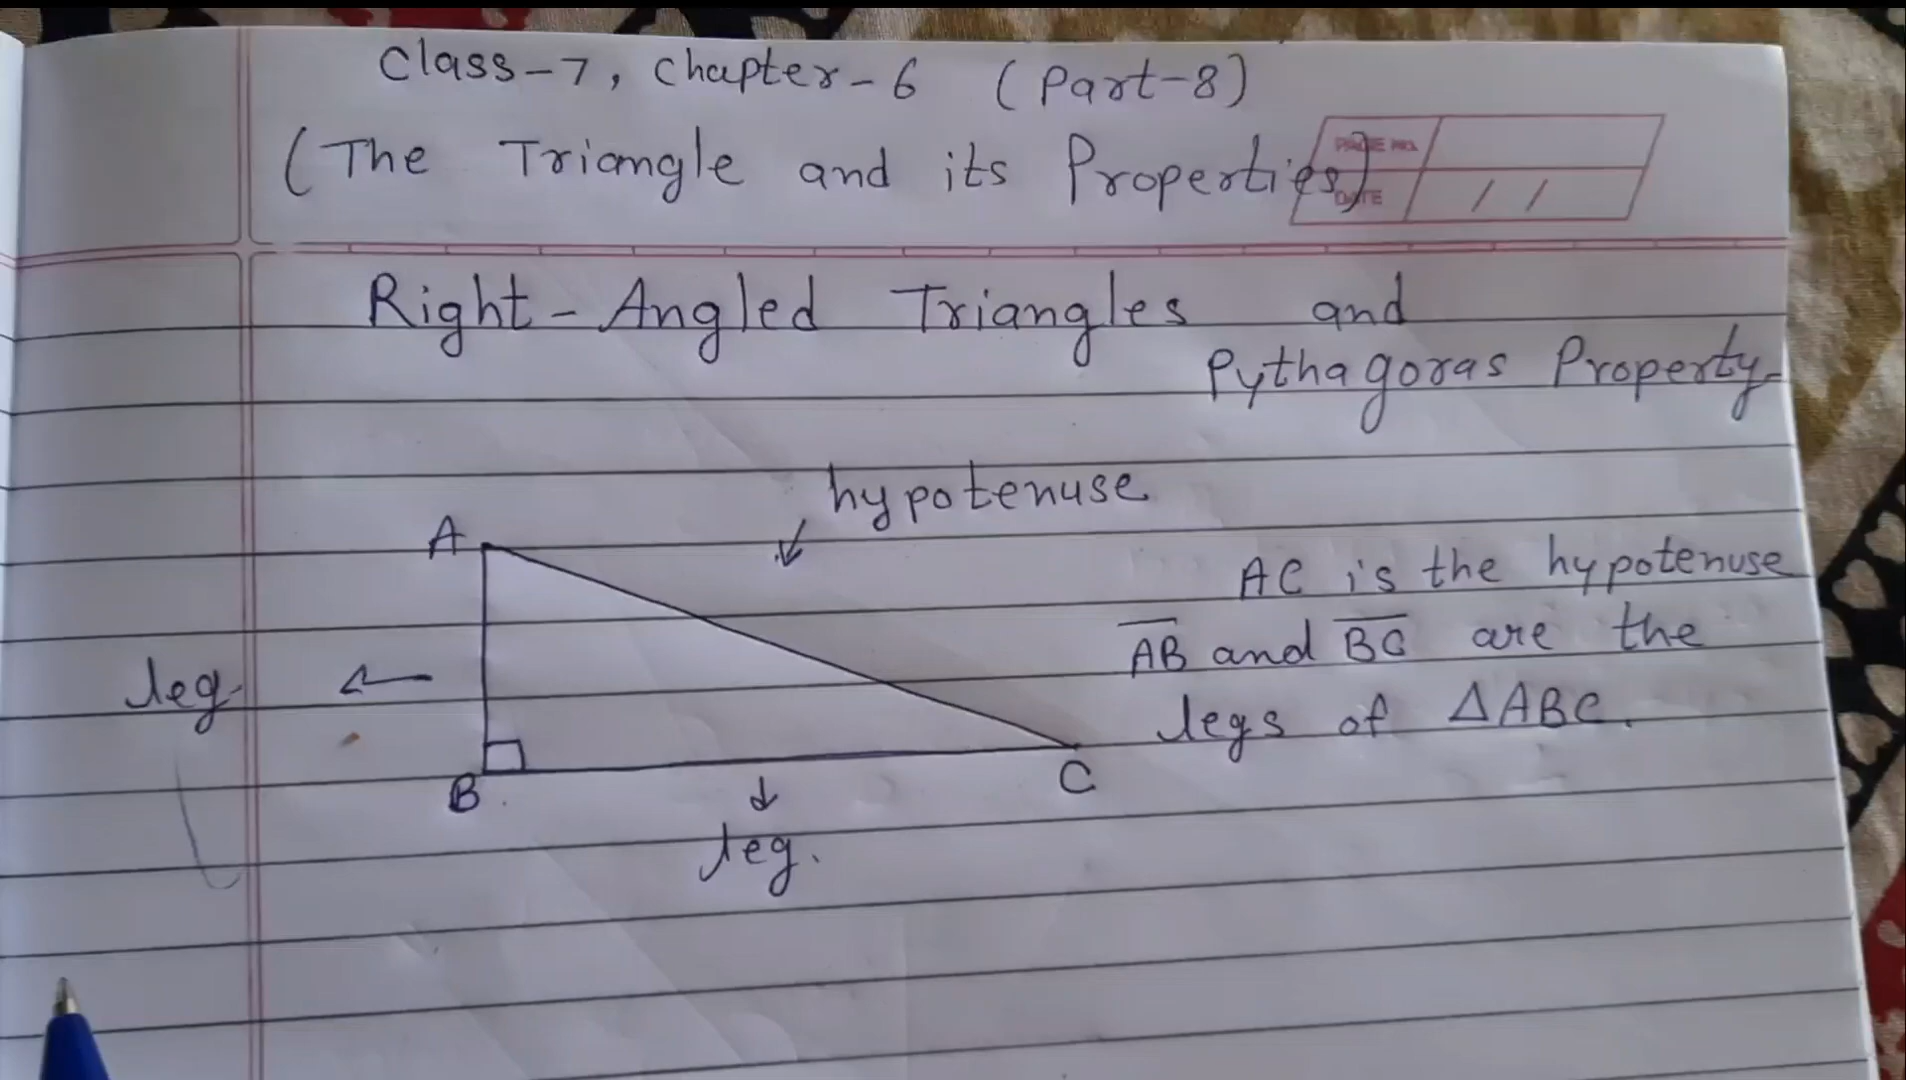 Class-7, Chapter-6 (Part-8)
(The Triangle and its Properties)
PAGE NO.
DATE / /
Right-Angled Triangles and
Pythagoras Property
hypotenuse
A
AC is the hypotenuse
AB and BC are the
leg
legs of △ABC.
B
C
leg.